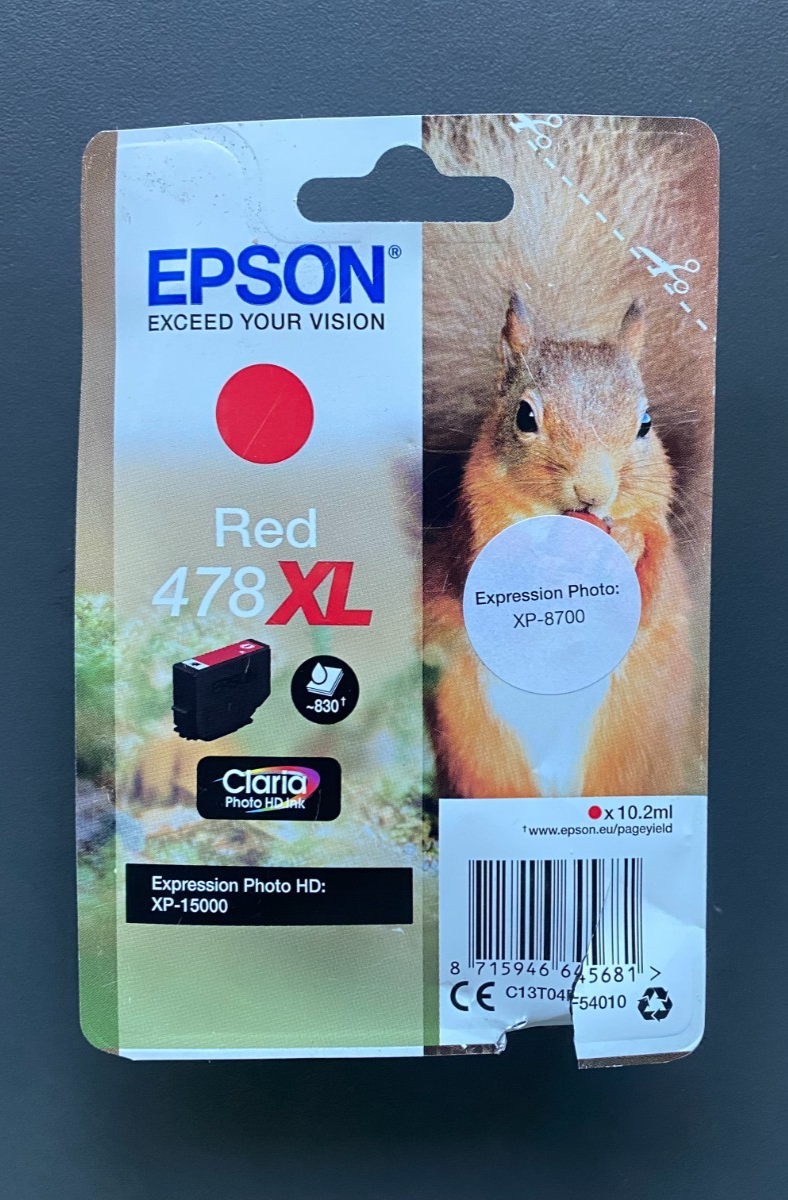 EPSON®
EXCEED YOUR VISION
Red
478XL
~830†
Claria
Photo HD Ink
Expression Photo HD:
XP-15000
Expression Photo:
XP-8700
x 10.2ml
†www.epson.eu/pageyield
8 715946 645681 >
CE C13T04F54010